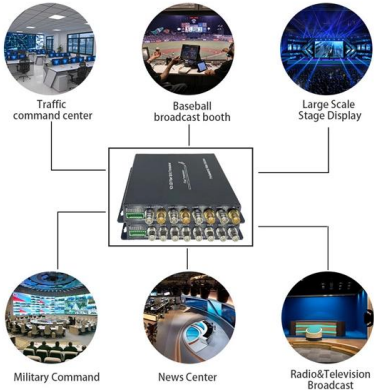 Traffic
command center
Baseball
broadcast booth
Large Scale
Stage Display
Military Command
News Center
Radio&Television
Broadcast